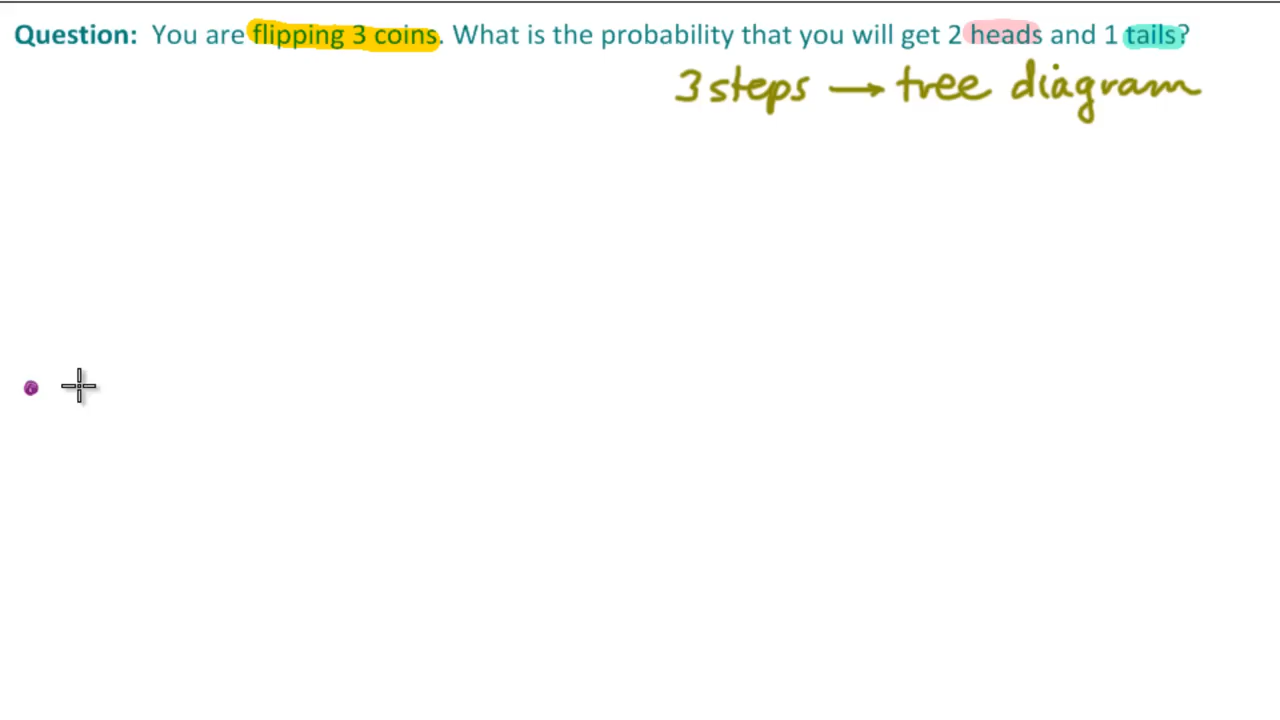 Question: You are flipping 3 coins. What is the probability that you will get 2 heads and 1 tails?
3 steps → tree diagram